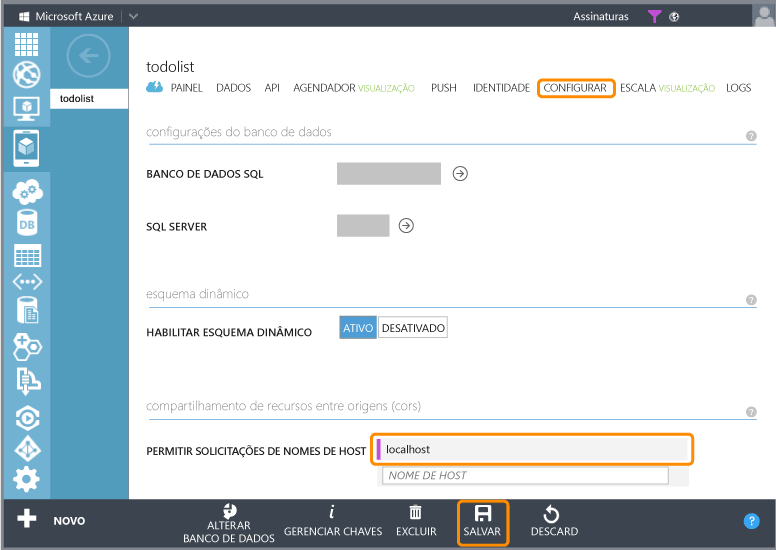 Microsoft Azure
Assinaturas
todolist
todolist
PAINEL DADOS API AGENDADOR VISUALIZAÇÃO PUSH IDENTIDADE CONFIGURAR ESCALA VISUALIZAÇÃO LOGS
configurações do banco de dados
?
BANCO DE DADOS SQL
SQL SERVER
esquema dinâmico
?
HABILITAR ESQUEMA DINÂMICO
ATIVO DESATIVADO
compartilhamento de recursos entre origens (cors)
?
PERMITIR SOLICITAÇÕES DE NOMES DE HOST
localhost
NOME DE HOST
DB
NOVO
ALTERAR
BANCO DE DADOS
GERENCIAR CHAVES
EXCLUIR
SALVAR
DESCARD
?